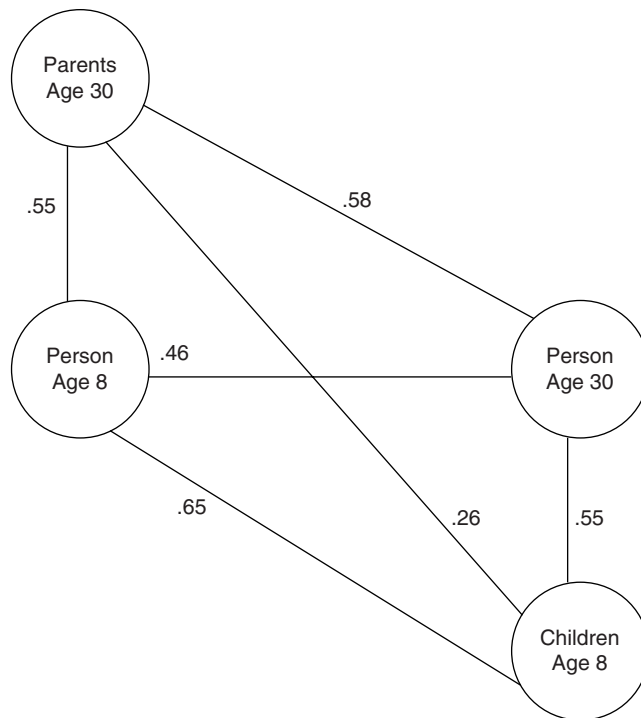 Parents
Age 30
.55
.58
Person
Age 8
.46
Person
Age 30
.65
.26
.55
Children
Age 8